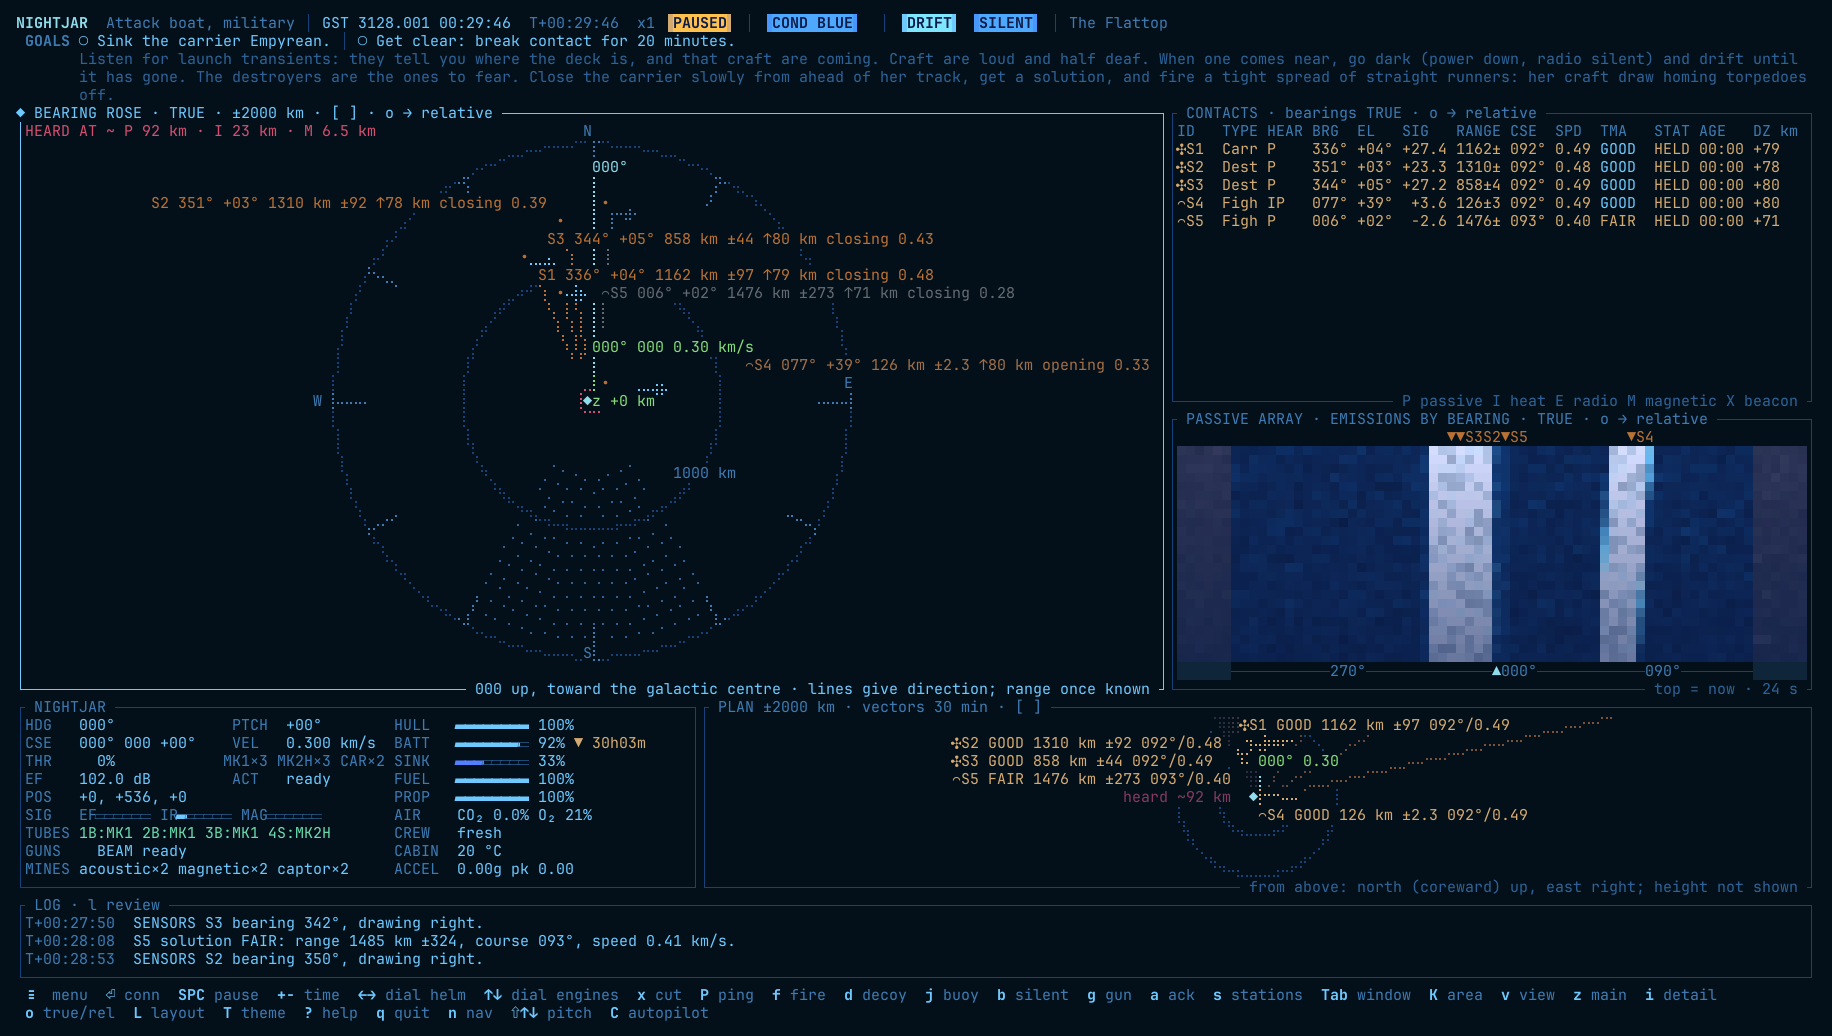 NIGHTJAR Attack boat, military │ GST 3128.001 00:29:46 T+00:29:46 x1 PAUSED │ COND BLUE │ DRIFT SILENT │ The Flattop
GOALS ○ Sink the carrier Empyrean. │ ○ Get clear: break contact for 20 minutes.
Listen for launch transients: they tell you where the deck is, and that craft are coming. Craft are loud and half deaf. When one comes near, go dark (power down, radio silent) and drift until
it has gone. The destroyers are the ones to fear. Close the carrier slowly from ahead of her track, get a solution, and fire a tight spread of straight runners: her craft draw homing torpedoes
off.
◆ BEARING ROSE · TRUE · ±2000 km · [ ] · o → relative
HEARD AT ~ P 92 km · I 23 km · M 6.5 km
N
000°
S2 351° +03° 1310 km ±92 ↑78 km closing 0.39
S3 344° +05° 858 km ±44 ↑80 km closing 0.43
S1 336° +04° 1162 km ±97 ↑79 km closing 0.48
⌒S5 006° +02° 1476 km ±273 ↑71 km closing 0.28
000° 000 0.30 km/s
⌒S4 077° +39° 126 km ±2.3 ↑80 km opening 0.33
E
W
◆z +0 km
1000 km
S
000 up, toward the galactic centre · lines give direction; range once known
CONTACTS · bearings TRUE · o → relative
ID TYPE HEAR BRG EL SIG RANGE CSE SPD TMA STAT AGE DZ km
✣S1 Carr P 336° +04° +27.4 1162± 092° 0.49 GOOD HELD 00:00 +79
✣S2 Dest P 351° +03° +23.3 1310± 092° 0.48 GOOD HELD 00:00 +78
✣S3 Dest P 344° +05° +27.2 858±4 092° 0.49 GOOD HELD 00:00 +80
⌒S4 Figh IP 077° +39° +3.6 126±3 092° 0.49 GOOD HELD 00:00 +80
⌒S5 Figh P 006° +02° -2.6 1476± 093° 0.40 FAIR HELD 00:00 +71
P passive I heat E radio M magnetic X beacon
PASSIVE ARRAY · EMISSIONS BY BEARING · TRUE · o → relative
▼▼S3S2▼S5 ▼S4
270° ▲000° 090°
top = now · 24 s
NIGHTJAR
HDG 000° PTCH +00° HULL 100%
CSE 000° 000 +00° VEL 0.300 km/s BATT 92% ▼ 30h03m
THR 0% MK1×3 MK2H×3 CAR×2 SINK 33%
EF 102.0 dB ACT ready FUEL 100%
POS +0, +536, +0 PROP 100%
SIG EF IR MAG AIR CO₂ 0.0% O₂ 21%
TUBES 1B:MK1 2B:MK1 3B:MK1 4S:MK2H CREW fresh
GUNS BEAM ready CABIN 20 °C
MINES acoustic×2 magnetic×2 captor×2 ACCEL 0.00g pk 0.00
PLAN ±2000 km · vectors 30 min · [ ]
✣S1 GOOD 1162 km ±97 092°/0.49
✣S2 GOOD 1310 km ±92 092°/0.48
✣S3 GOOD 858 km ±44 092°/0.49
000° 0.30
⌒S5 FAIR 1476 km ±273 093°/0.40
heard ~92 km ◆
⌒S4 GOOD 126 km ±2.3 092°/0.49
from above: north (coreward) up, east right; height not shown
LOG · l review
T+00:27:50 SENSORS S3 bearing 342°, drawing right.
T+00:28:08 S5 solution FAIR: range 1485 km ±324, course 093°, speed 0.41 km/s.
T+00:28:53 SENSORS S2 bearing 350°, drawing right.
≡ menu ⏎ conn SPC pause +- time ←→ dial helm ↑↓ dial engines x cut P ping f fire d decoy j buoy b silent g gun a ack s stations Tab window K area v view z main i detail
o true/rel L layout T theme ? help q quit n nav ⇧↑↓ pitch C autopilot